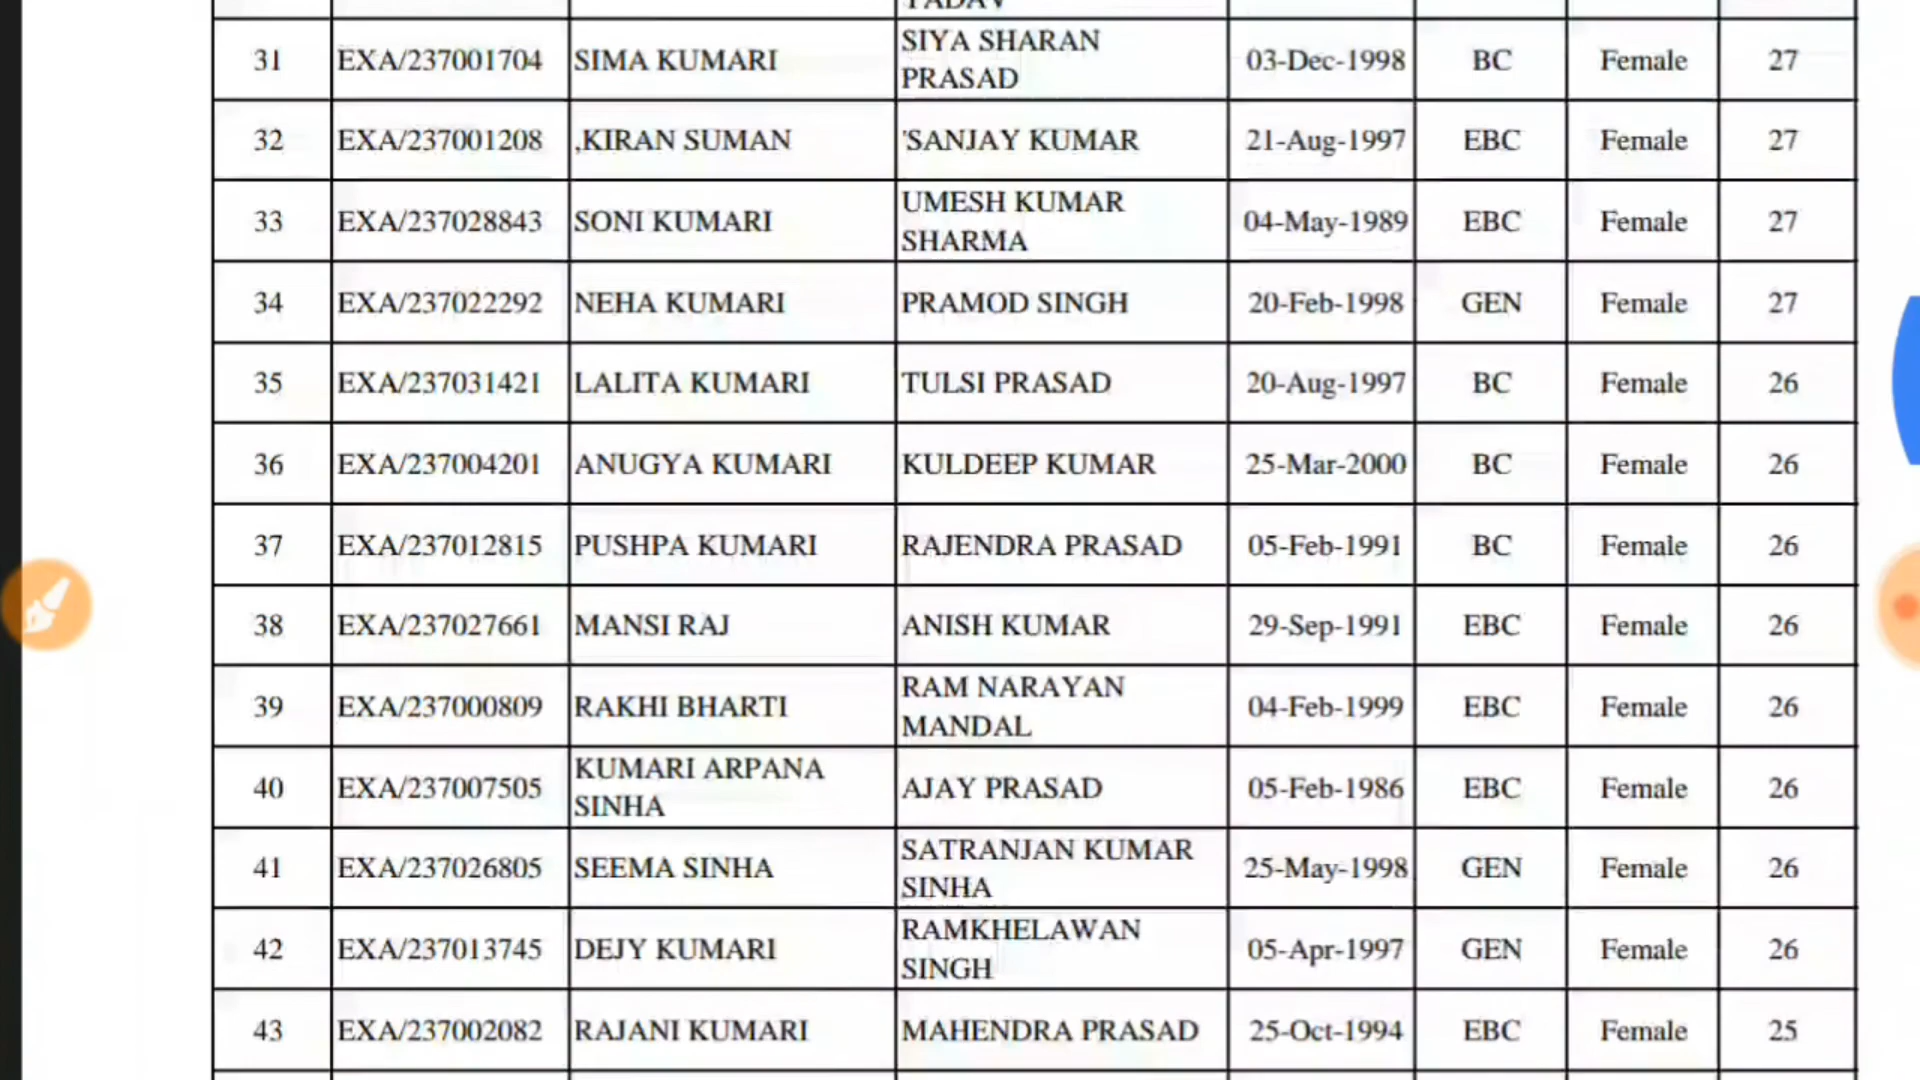 YADAV
31 EXA/237001704 SIMA KUMARI SIYA SHARAN PRASAD 03-Dec-1998 BC Female 27
32 EXA/237001208 ,KIRAN SUMAN 'SANJAY KUMAR 21-Aug-1997 EBC Female 27
33 EXA/237028843 SONI KUMARI UMESH KUMAR SHARMA 04-May-1989 EBC Female 27
34 EXA/237022292 NEHA KUMARI PRAMOD SINGH 20-Feb-1998 GEN Female 27
35 EXA/237031421 LALITA KUMARI TULSI PRASAD 20-Aug-1997 BC Female 26
36 EXA/237004201 ANUGYA KUMARI KULDEEP KUMAR 25-Mar-2000 BC Female 26
37 EXA/237012815 PUSHPA KUMARI RAJENDRA PRASAD 05-Feb-1991 BC Female 26
38 EXA/237027661 MANSI RAJ ANISH KUMAR 29-Sep-1991 EBC Female 26
39 EXA/237000809 RAKHI BHARTI RAM NARAYAN MANDAL 04-Feb-1999 EBC Female 26
40 EXA/237007505 KUMARI ARPANA SINHA AJAY PRASAD 05-Feb-1986 EBC Female 26
41 EXA/237026805 SEEMA SINHA SATRANJAN KUMAR SINHA 25-May-1998 GEN Female 26
42 EXA/237013745 DEJY KUMARI RAMKHELAWAN SINGH 05-Apr-1997 GEN Female 26
43 EXA/237002082 RAJANI KUMARI MAHENDRA PRASAD 25-Oct-1994 EBC Female 25